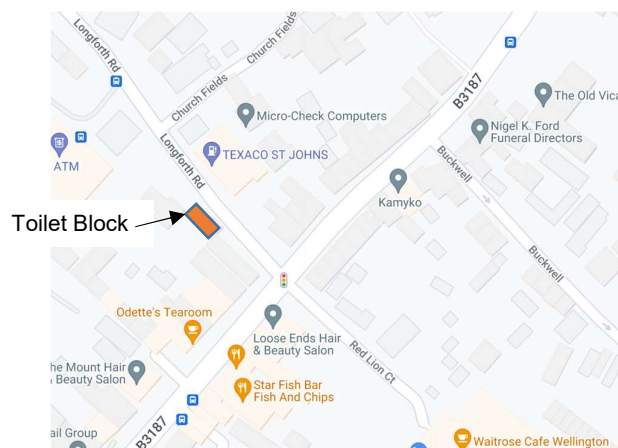 Longforth Rd
Church Fields
Church Fields
B3187
The Old Vica
Micro-Check Computers
Nigel K. Ford
Funeral Directors
ATM
TEXACO ST JOHNS
Longforth Rd
Buckwell
Kamyko
Toilet Block
Buckwell
Odette's Tearoom
Loose Ends Hair
& Beauty Salon
Red Lion Ct
he Mount Hair
& Beauty Salon
Star Fish Bar
Fish And Chips
ail Group
B3187
Waitrose Cafe Wellington